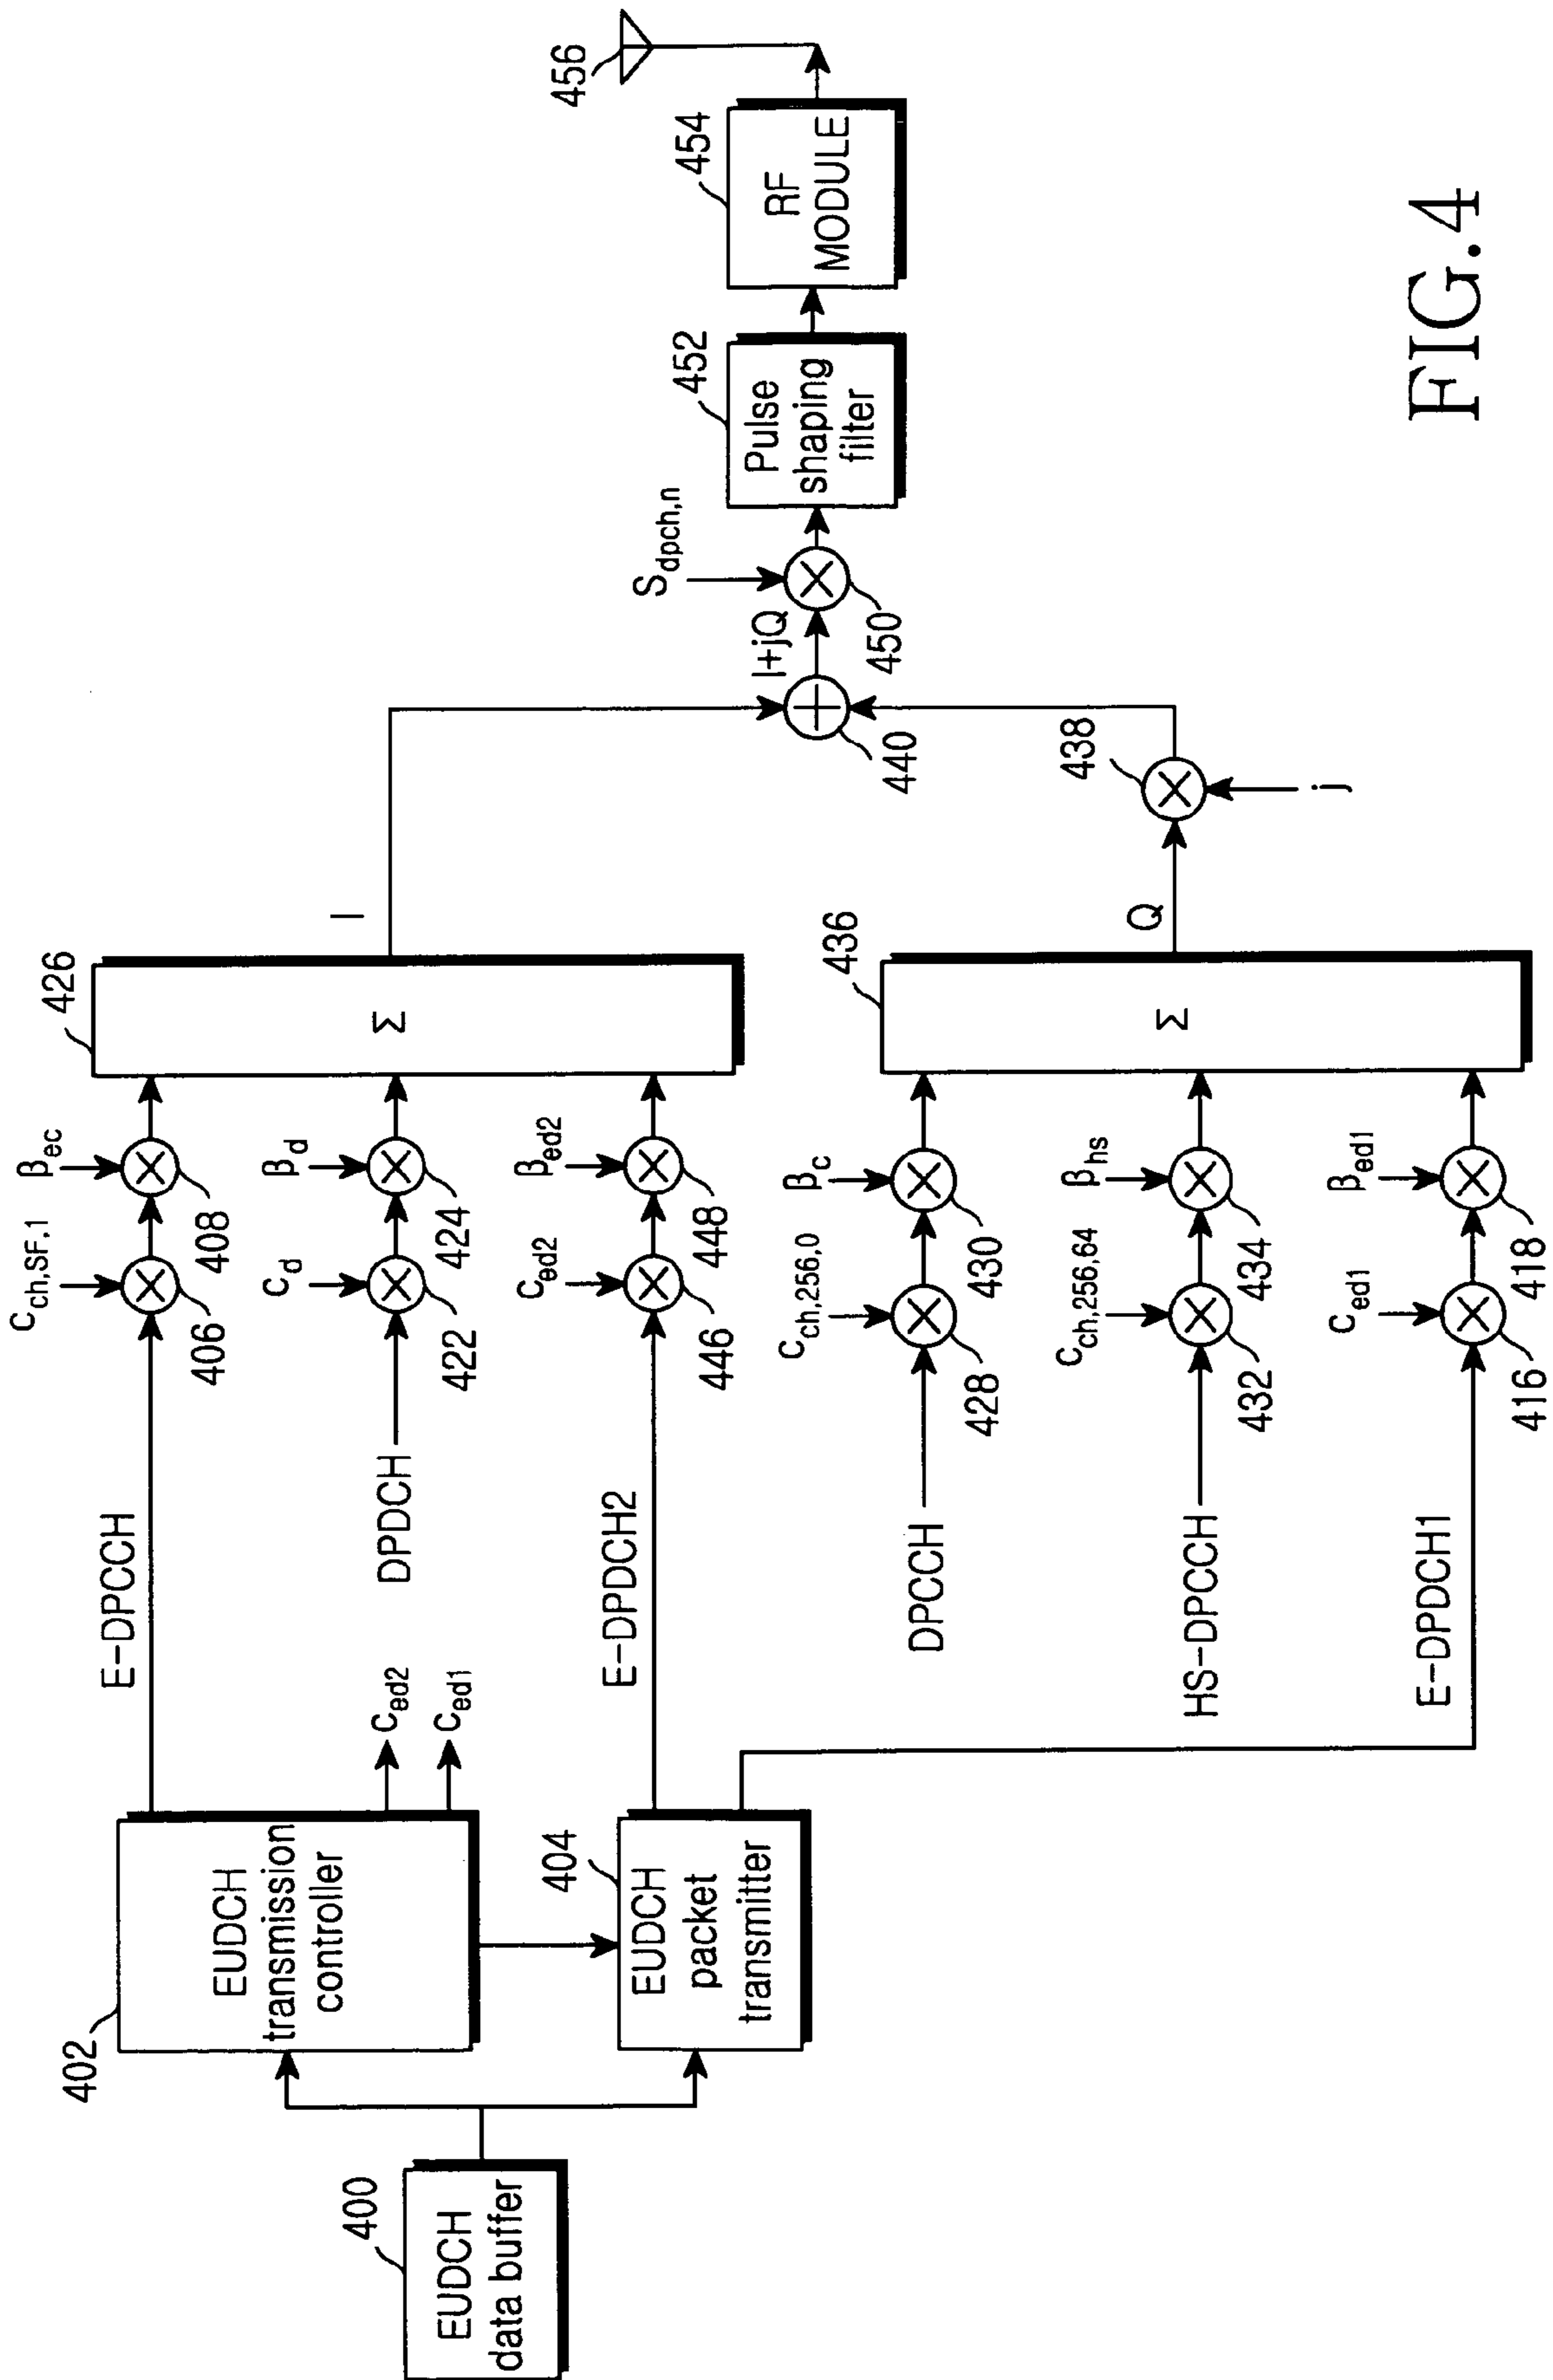 400
EUDCH
data buffer
402
EUDCH
transmission
controller
404
EUDCH
packet
transmitter
c_ed2
c_ed1
E-DPCCH
c_ch,SF,1
β_ec
406
408
DPDCH
c_d
β_d
422
424
E-DPDCH2
c_ed2
β_ed2
446
448
426
Σ
I
DPCCH
c_ch,256,0
β_c
428
430
HS-DPCCH
c_ch,256,64
β_hs
432
434
E-DPDCH1
c_ed1
β_ed1
416
418
436
Σ
Q
438
j
440
I+jQ
S_dpch,n
450
452
Pulse
shaping
filter
454
RF
MODULE
456
FIG.4